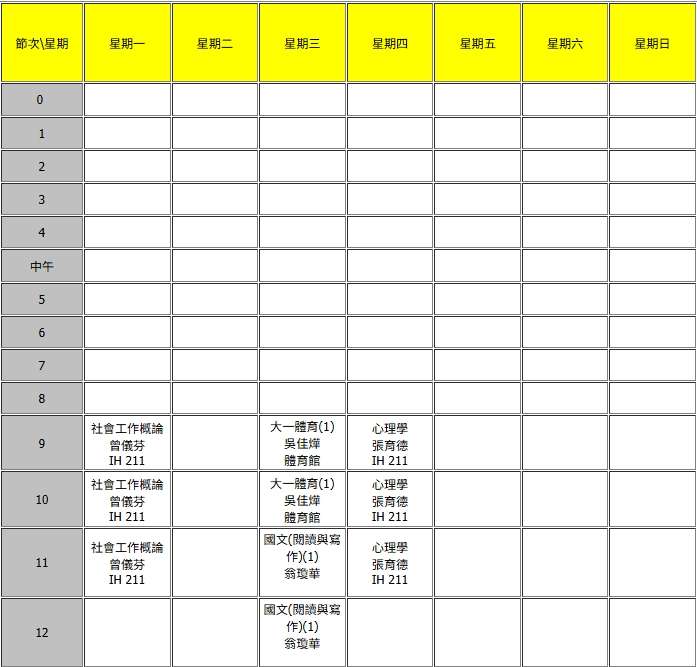 節次\星期 星期一 星期二 星期三 星期四 星期五 星期六 星期日
0
1
2
3
4
中午
5
6
7
8
9
社會工作概論
曾儀芬
IH 211
大一體育(1)
吳佳燁
體育館
心理學
張育德
IH 211
10
社會工作概論
曾儀芬
IH 211
大一體育(1)
吳佳燁
體育館
心理學
張育德
IH 211
11
社會工作概論
曾儀芬
IH 211
國文(閱讀與寫
作)(1)
翁瓊華
心理學
張育德
IH 211
12
國文(閱讀與寫
作)(1)
翁瓊華